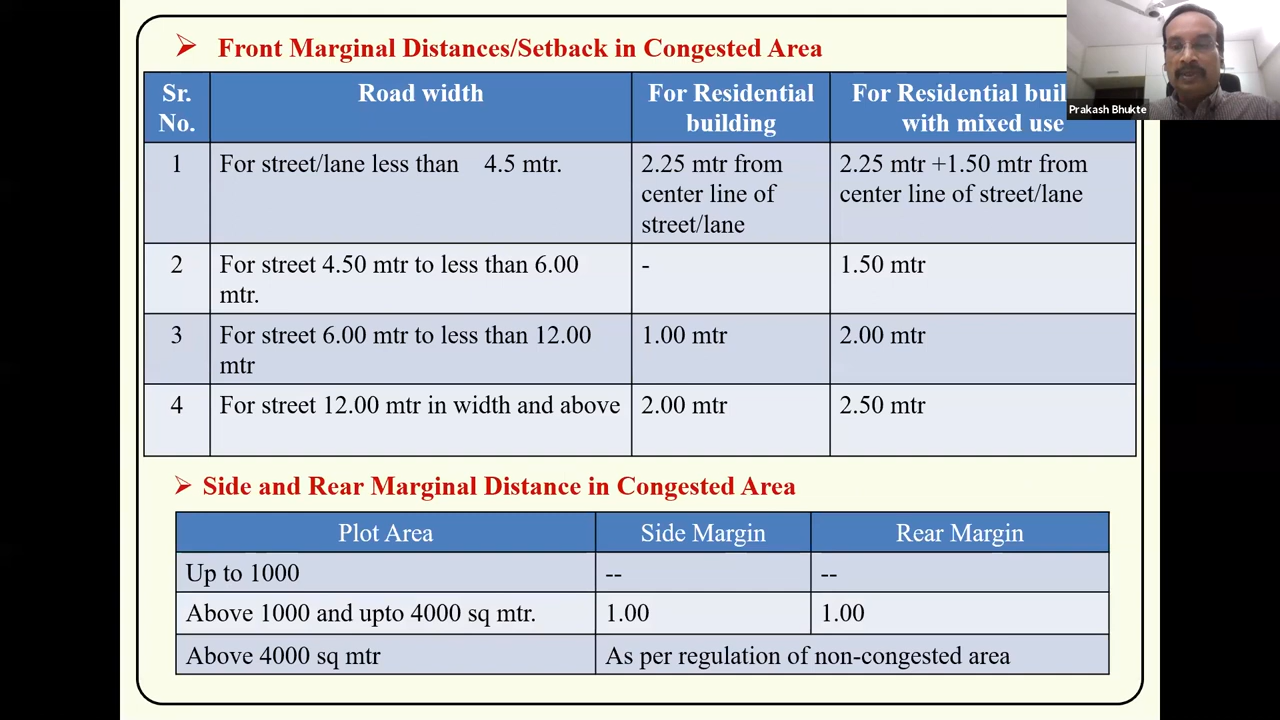 Front Marginal Distances/Setback in Congested Area
Sr. No.
Road width
For Residential building
For Residential
with mixed use
Prakash Bhukte
1
For street/lane less than 4.5 mtr.
2.25 mtr from
center line of
street/lane
2.25 mtr +1.50 mtr from
center line of street/lane
2
For street 4.50 mtr to less than 6.00
mtr.
-
1.50 mtr
3
For street 6.00 mtr to less than 12.00
mtr
1.00 mtr
2.00 mtr
4
For street 12.00 mtr in width and above
2.00 mtr
2.50 mtr
Side and Rear Marginal Distance in Congested Area
Plot Area
Side Margin
Rear Margin
Up to 1000
--
--
Above 1000 and upto 4000 sq mtr.
1.00
1.00
Above 4000 sq mtr
As per regulation of non-congested area